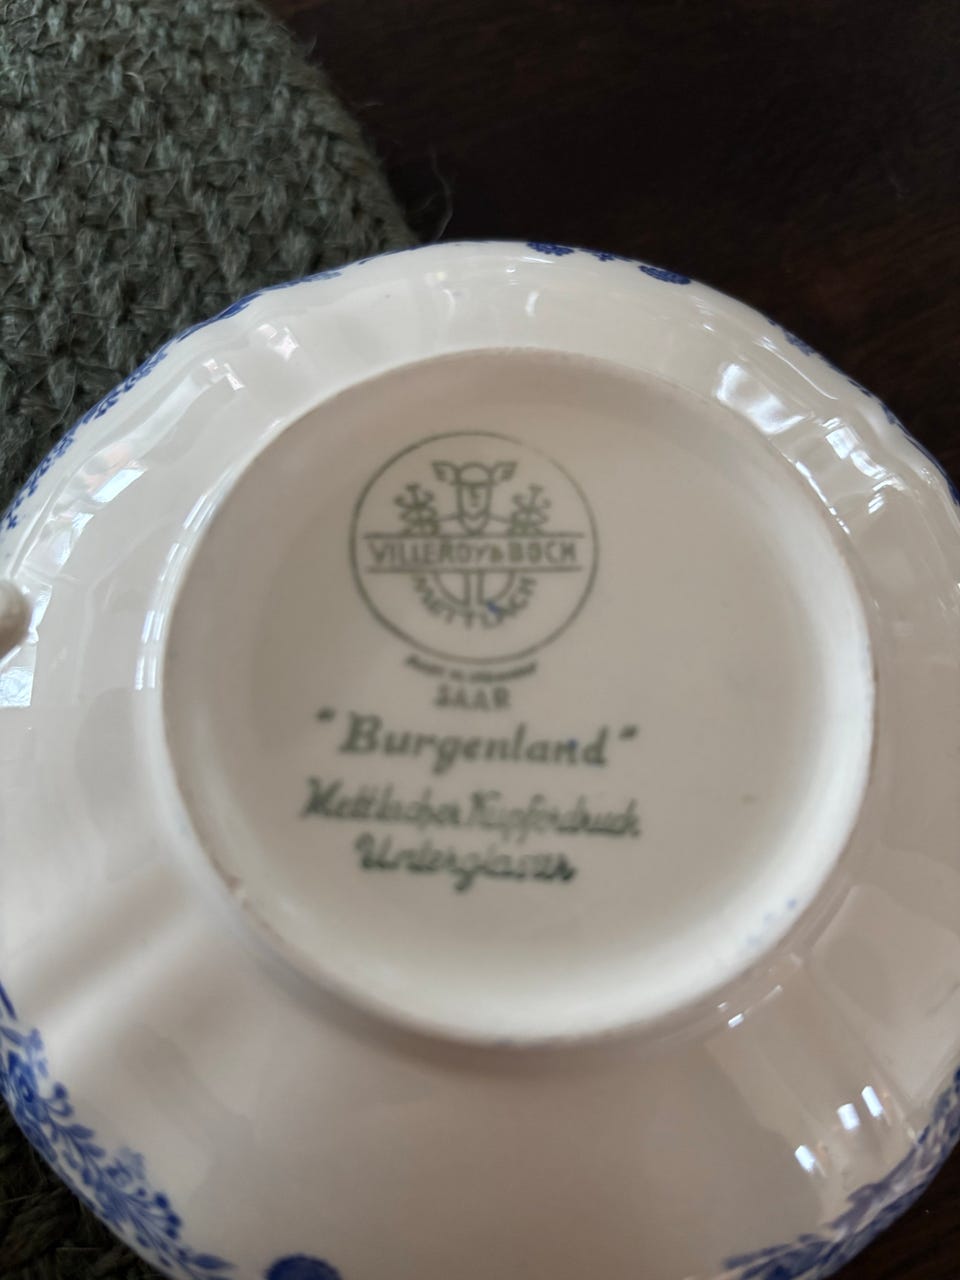 VILLEROY & BOCH
METTLACH
SAAR
"Burgenland"
Mettlacher Kupferdruck
Unterglasur